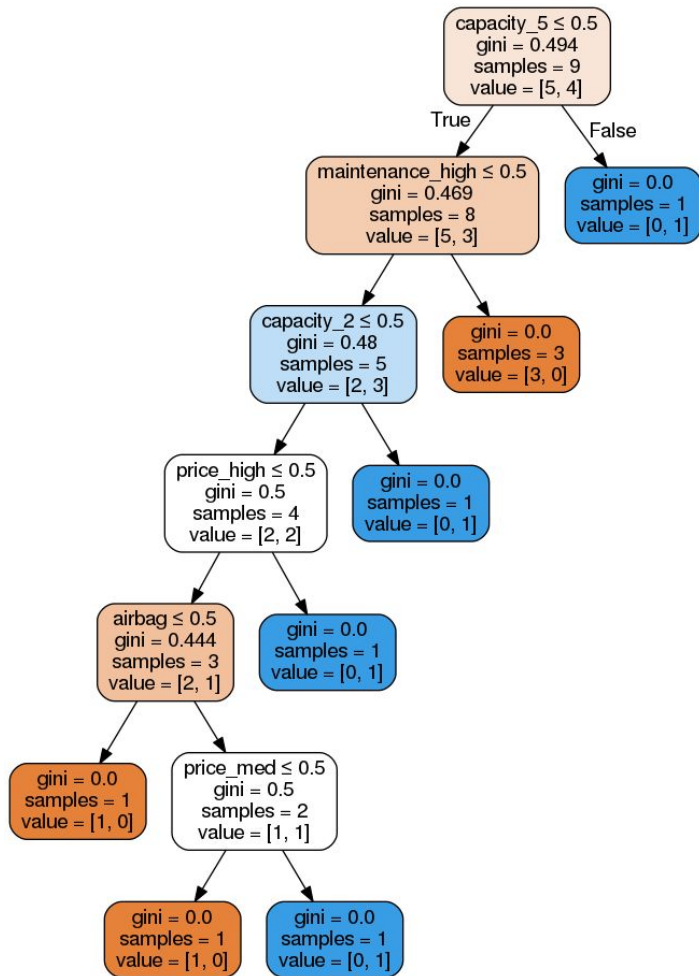 capacity_5 ≤ 0.5
gini = 0.494
samples = 9
value = [5, 4]
True
False
maintenance_high ≤ 0.5
gini = 0.469
samples = 8
value = [5, 3]
gini = 0.0
samples = 1
value = [0, 1]
capacity_2 ≤ 0.5
gini = 0.48
samples = 5
value = [2, 3]
gini = 0.0
samples = 3
value = [3, 0]
price_high ≤ 0.5
gini = 0.5
samples = 4
value = [2, 2]
gini = 0.0
samples = 1
value = [0, 1]
airbag ≤ 0.5
gini = 0.444
samples = 3
value = [2, 1]
gini = 0.0
samples = 1
value = [0, 1]
gini = 0.0
samples = 1
value = [1, 0]
price_med ≤ 0.5
gini = 0.5
samples = 2
value = [1, 1]
gini = 0.0
samples = 1
value = [1, 0]
gini = 0.0
samples = 1
value = [0, 1]